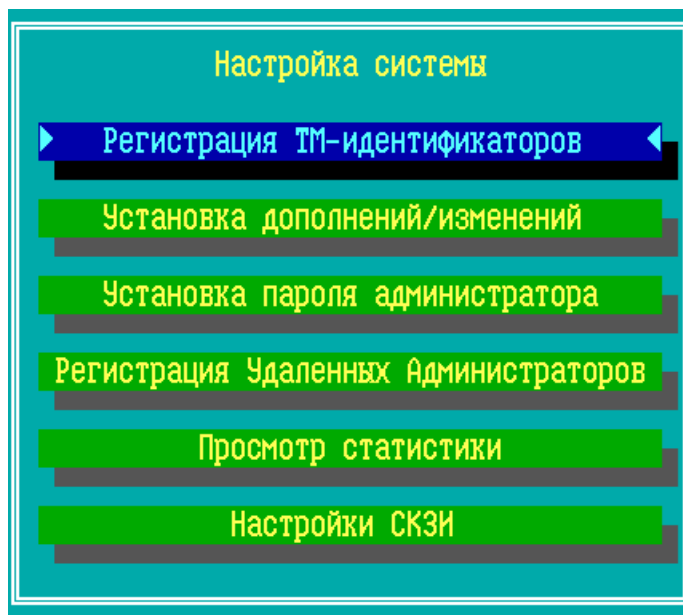 Настройка системы
Регистрация ТМ-идентификаторов
Установка дополнений/изменений
Установка пароля администратора
Регистрация Удаленных Администраторов
Просмотр статистики
Настройки СКЗИ